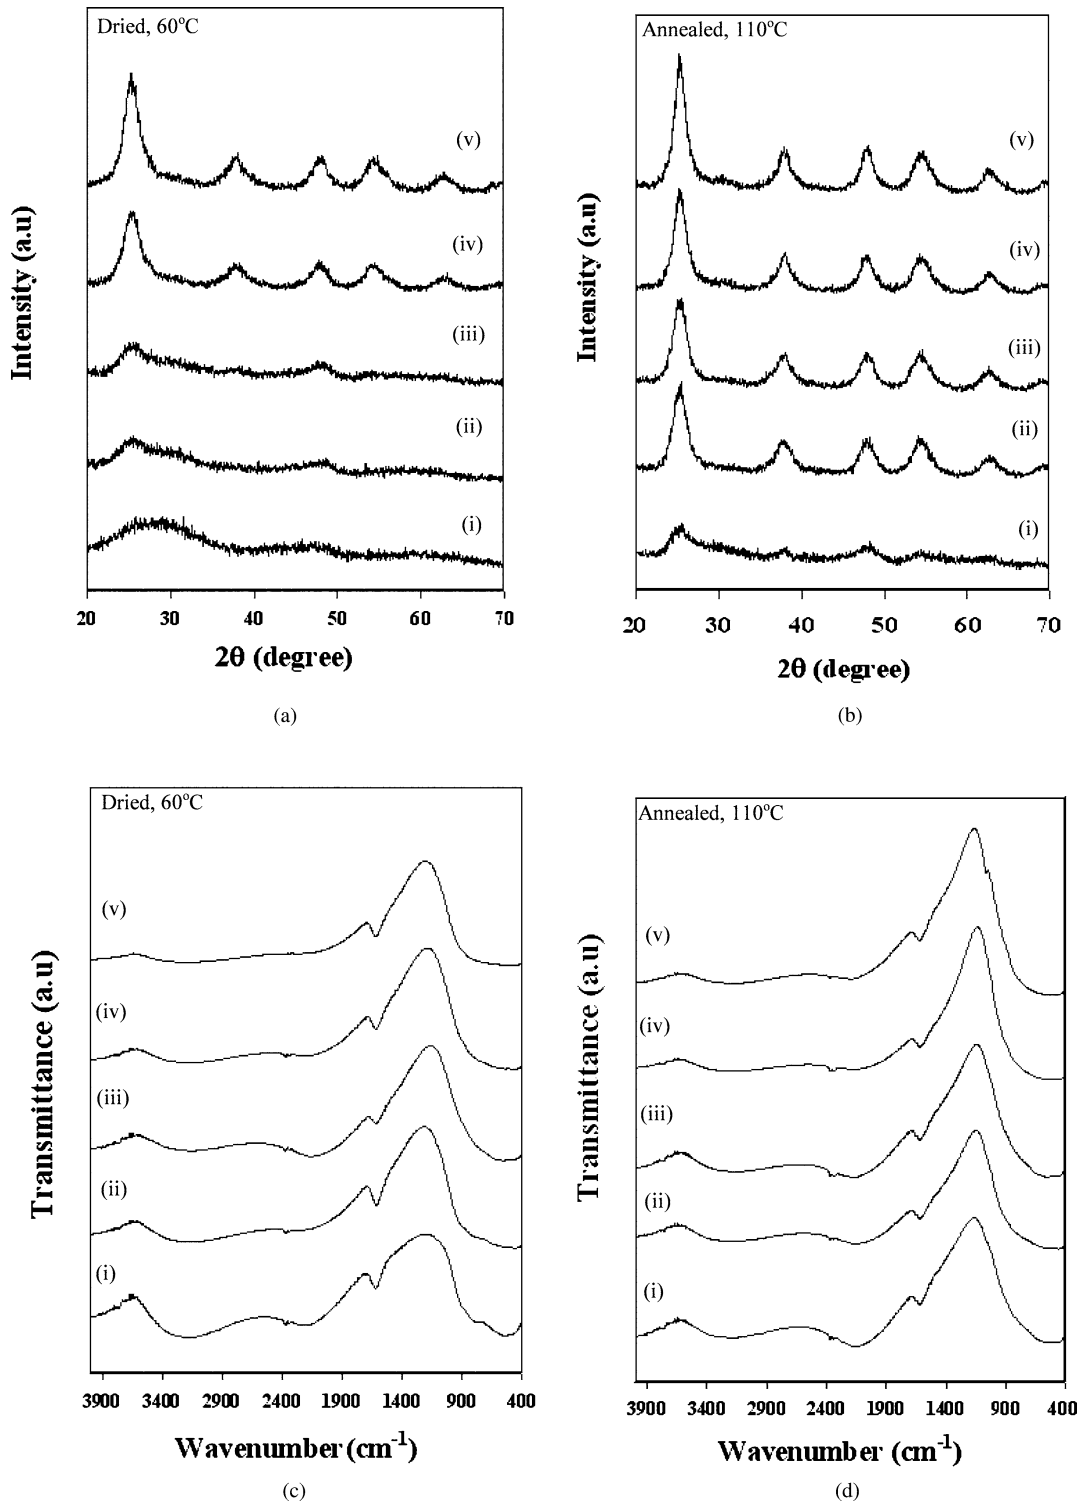 Dried, 60°C
(v)
(iv)
(iii)
(ii)
(i)
Intensity (a.u)
20 30 40 50 60 70
2θ (degree)
(a)
Annealed, 110°C
(v)
(iv)
(iii)
(ii)
(i)
Intensity (a.u)
20 30 40 50 60 70
2θ (degree)
(b)
Dried, 60°C
(v)
(iv)
(iii)
(ii)
(i)
Transmittance (a.u)
3900 3400 2900 2400 1900 1400 900 400
Wavenumber (cm⁻¹)
(c)
Annealed, 110°C
(v)
(iv)
(iii)
(ii)
(i)
Transmittance (a.u)
3900 3400 2900 2400 1900 1400 900 400
Wavenumber (cm⁻¹)
(d)